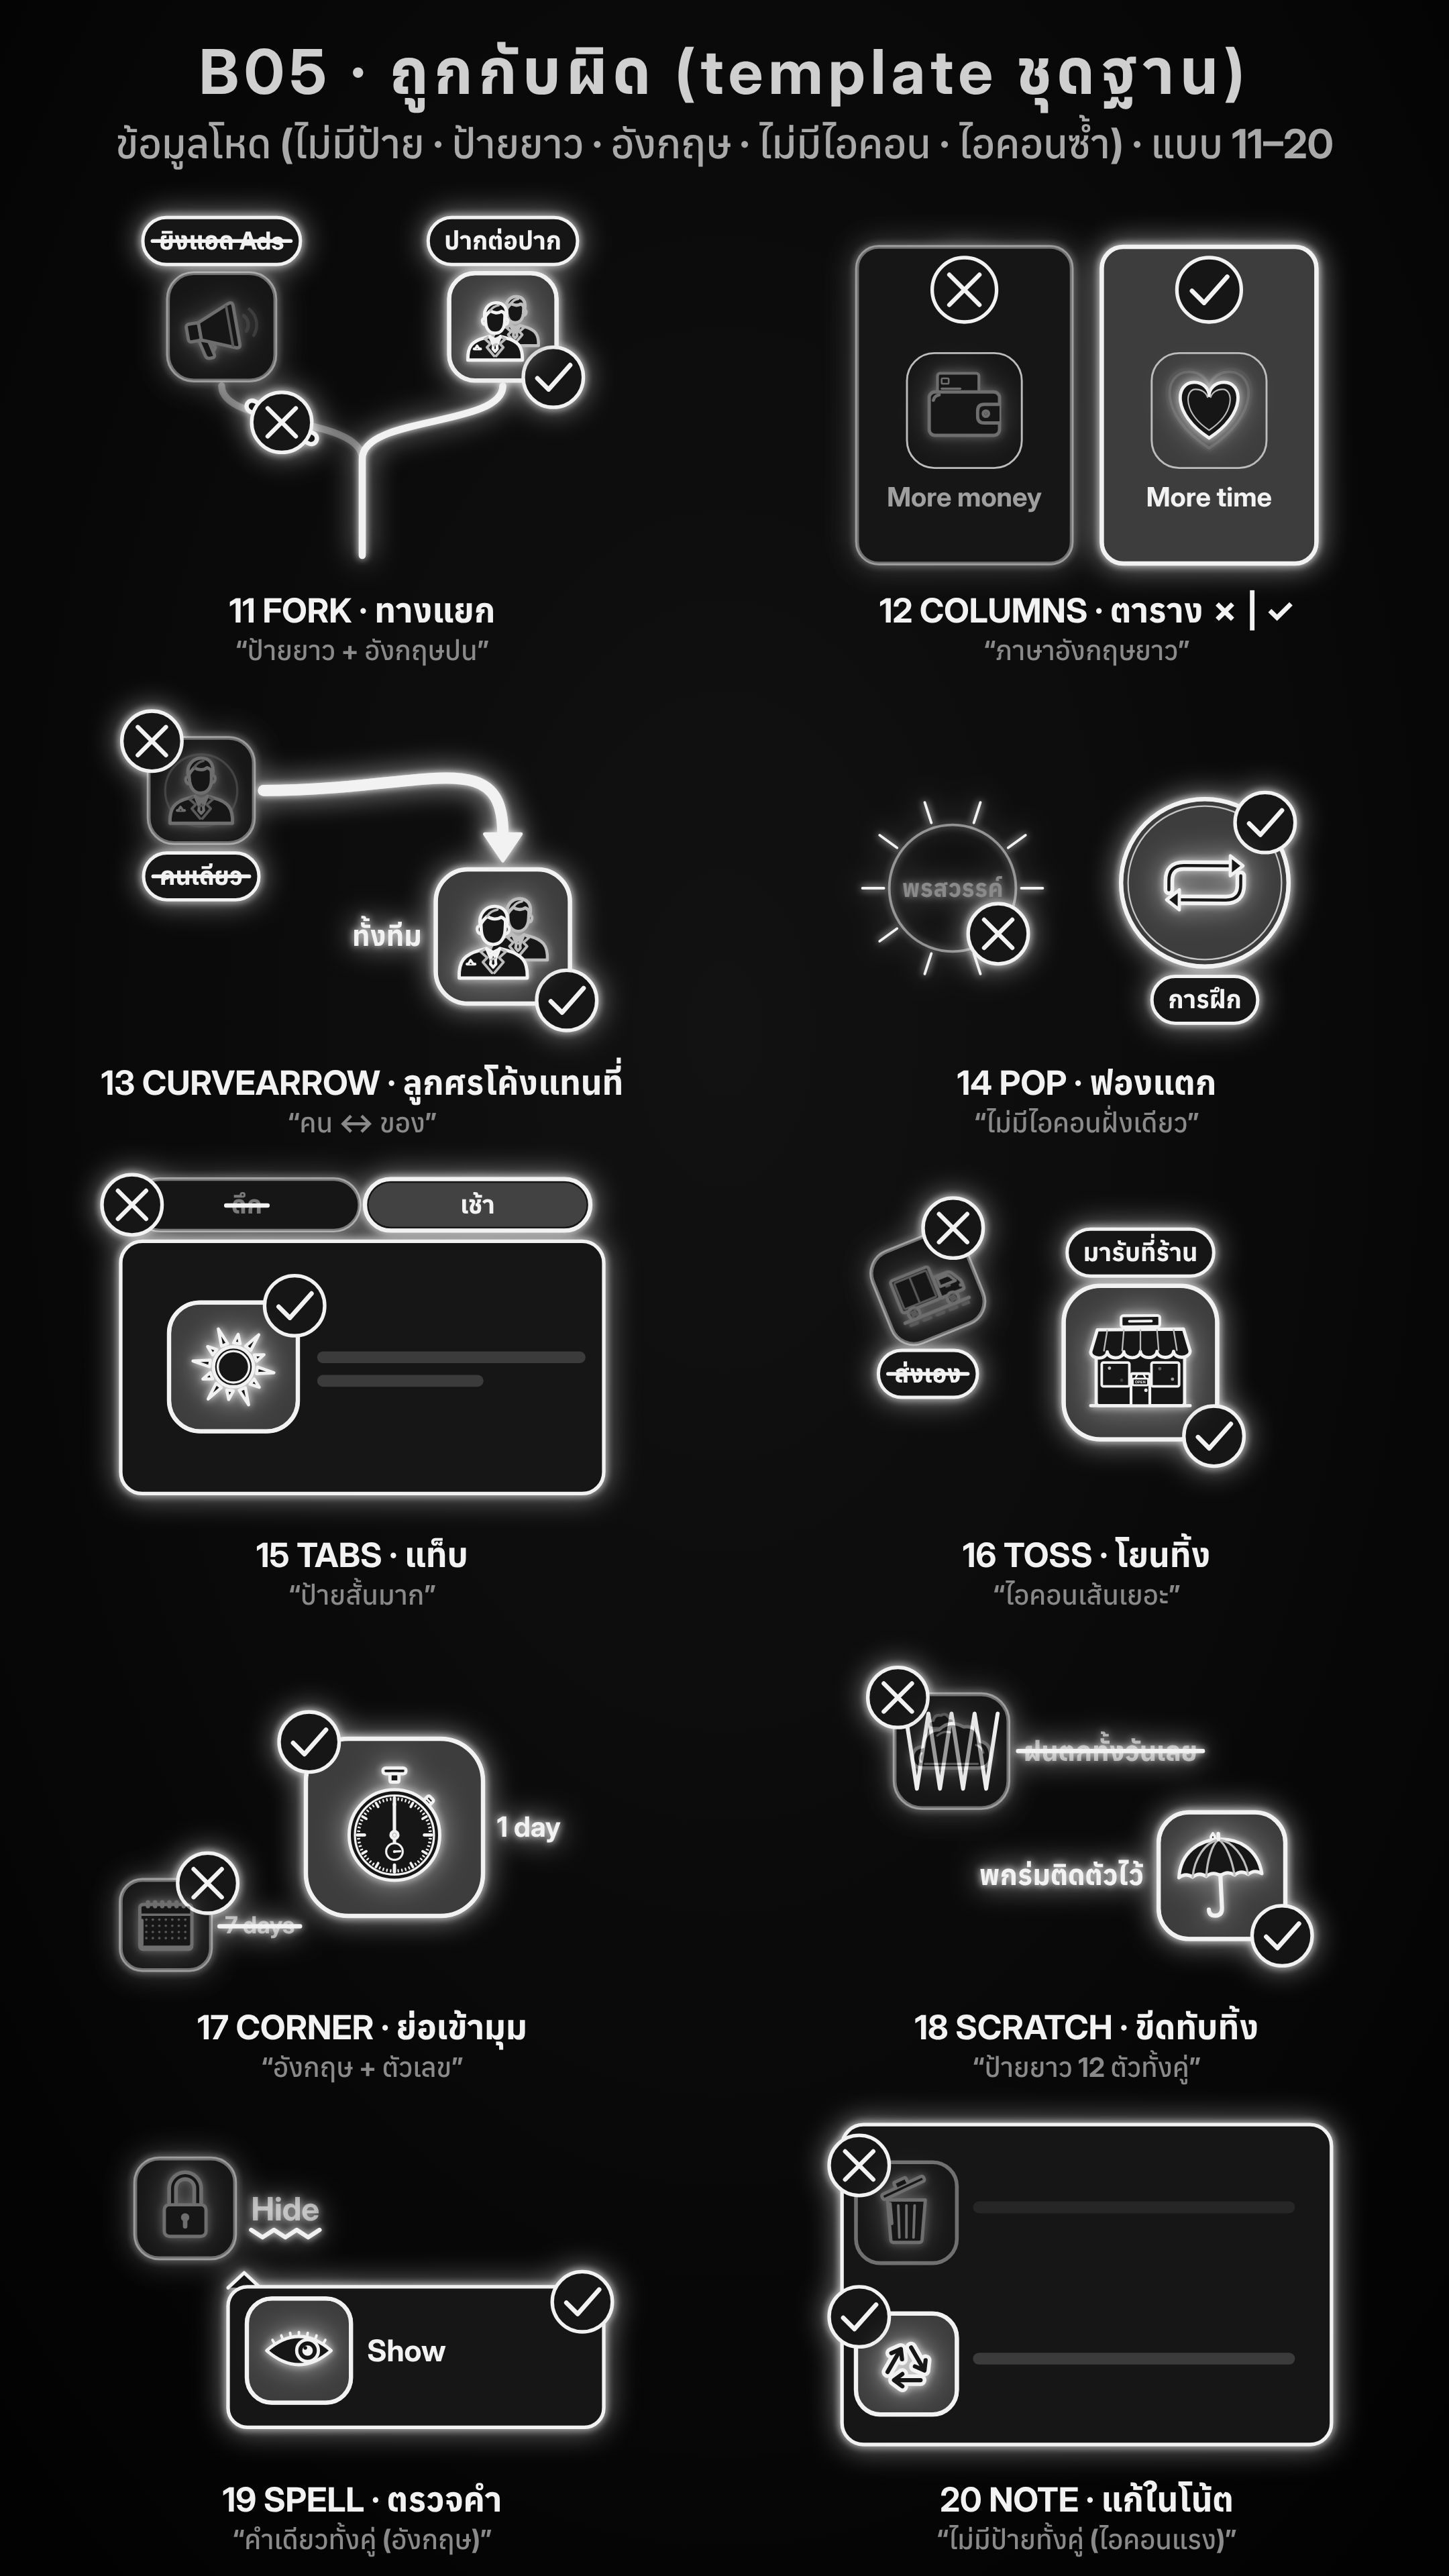 B05 · ถูกกับผิด (template ชุดฐาน)
ข้อมูลโหด (ไม่มีป้าย · ป้ายยาว · อังกฤษ · ไม่มีไอคอน · ไอคอนซ้ำ) · แบบ 11–20
ยิงแอด Ads
ปากต่อปาก
More money
More time
11 FORK · ทางแยก
“ป้ายยาว + อังกฤษปน”
12 COLUMNS · ตาราง × | ✓
“ภาษาอังกฤษยาว”
คนเดียว
ทั้งทีม
พรสวรรค์
การฝึก
13 CURVEARROW · ลูกศรโค้งแทนที่
“คน ↔ ของ”
14 POP · ฟองแตก
“ไม่มีไอคอนฝั่งเดียว”
ดึก
เช้า
มารับที่ร้าน
OPEN
ส่งเอง
15 TABS · แท็บ
“ป้ายสั้นมาก”
16 TOSS · โยนทิ้ง
“ไอคอนเส้นเยอะ”
1 day
7 days
ฝนตกทั้งวันเลย
พกร่มติดตัวไว้
17 CORNER · ย่อเข้ามุม
“อังกฤษ + ตัวเลข”
18 SCRATCH · ขีดทับทิ้ง
“ป้ายยาว 12 ตัวทั้งคู่”
Hide
Show
19 SPELL · ตรวจคำ
“คำเดียวทั้งคู่ (อังกฤษ)”
20 NOTE · แก้ในโน้ต
“ไม่มีป้ายทั้งคู่ (ไอคอนแรง)”